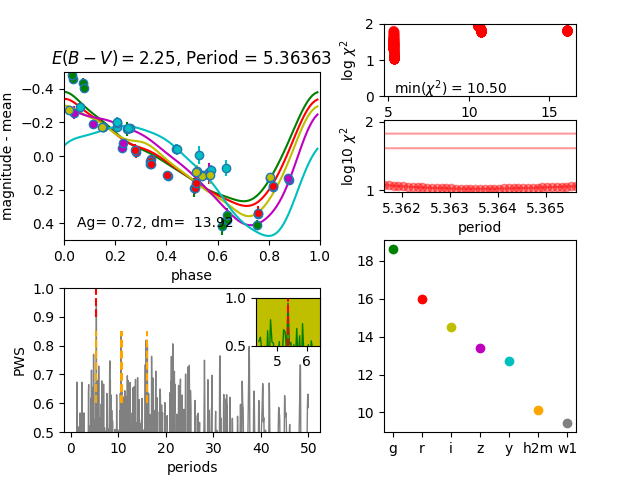 E(B − V) = 2.25, Period = 5.36363
magnitude - mean
−0.4
−0.2
0.0
0.2
0.4
Ag= 0.72, dm=  13.92
0.0 0.2 0.4 0.6 0.8 1.0
phase
log χ²
2
1
0
min(χ²) = 10.50
5 10 15
log10 χ²
2
1
5.362 5.363 5.364 5.365
period
PWS
1.0
0.9
0.8
0.7
0.6
0.5
1.0
0.5
5 6
0 10 20 30 40 50
periods
18
16
14
12
10
g r i z y h2m w1